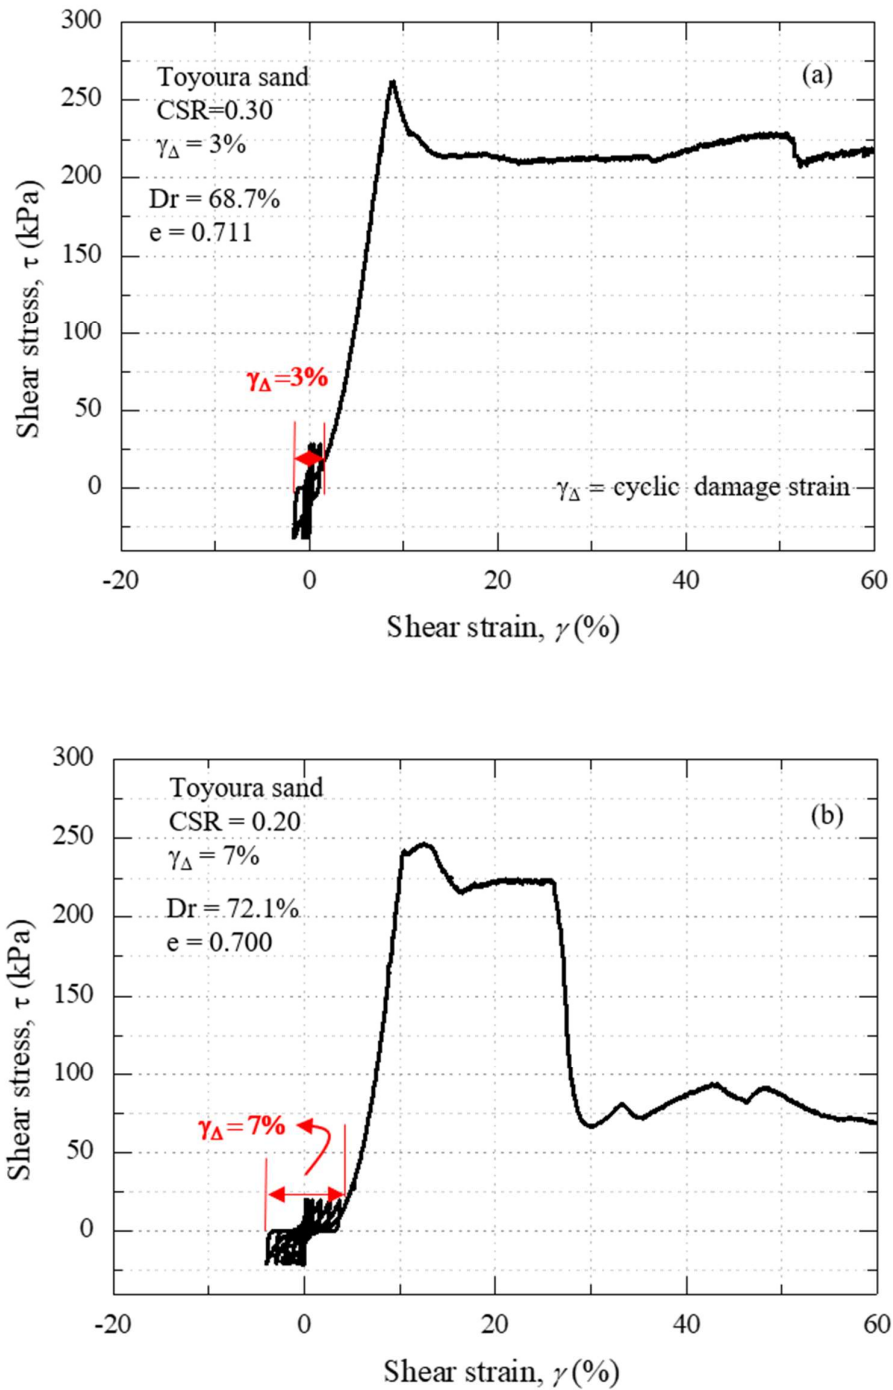 300
250
200
150
100
50
0
Shear stress, τ (kPa)
Toyoura sand
CSR=0.30
γΔ = 3%
Dr = 68.7%
e = 0.711
(a)
γΔ=3%
γΔ = cyclic damage strain
-20 0 20 40 60
Shear strain, γ (%)
300
250
200
150
100
50
0
Shear stress, τ (kPa)
Toyoura sand
CSR = 0.20
γΔ = 7%
Dr = 72.1%
e = 0.700
(b)
γΔ = 7%
-20 0 20 40 60
Shear strain, γ (%)